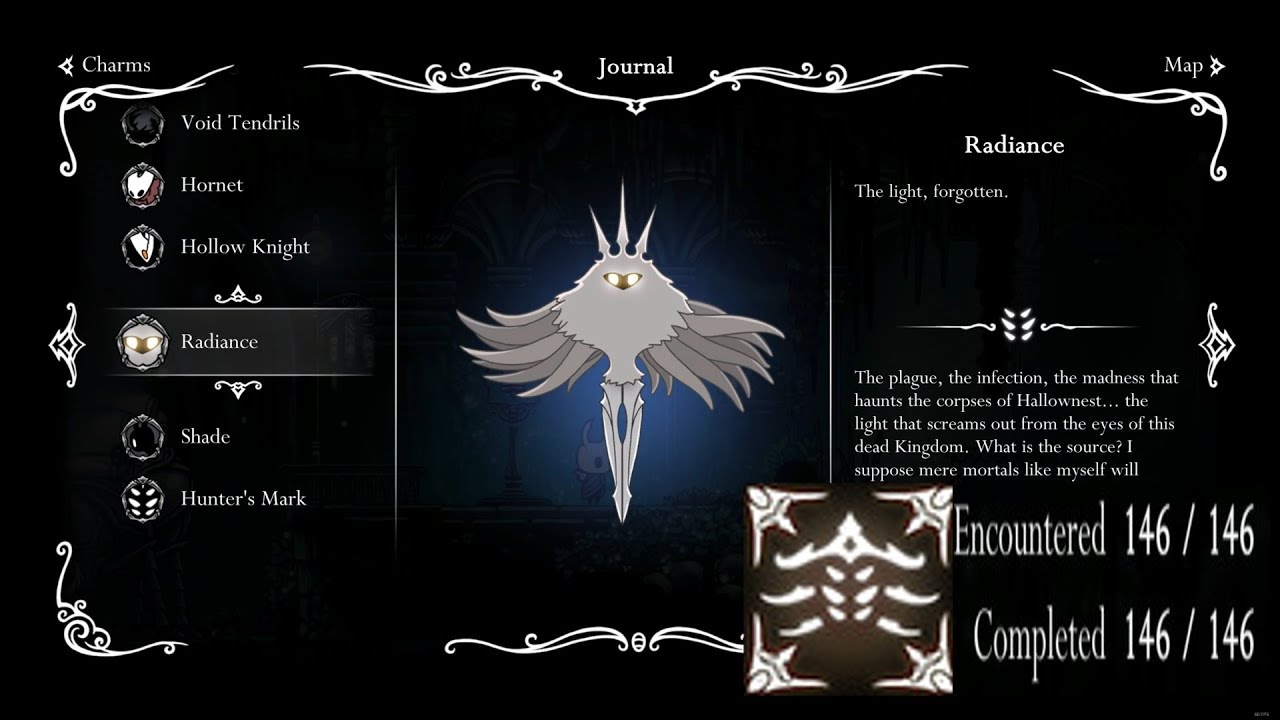 Charms
Journal
Map
Void Tendrils
Hornet
Hollow Knight
Radiance
Shade
Hunter's Mark
Radiance
The light, forgotten.
The plague, the infection, the madness that
haunts the corpses of Hallownest... the
light that screams out from the eyes of this
dead Kingdom. What is the source? I
suppose mere mortals like myself will
Encountered 146 / 146
Completed 146 / 146